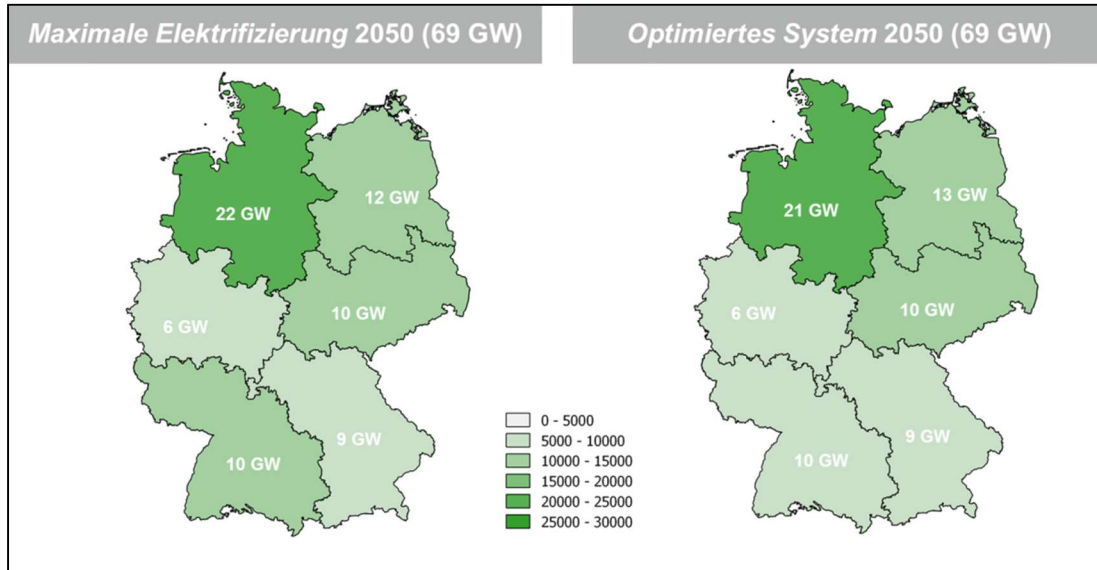 Maximale Elektrifizierung 2050 (69 GW)
Optimiertes System 2050 (69 GW)
22 GW
12 GW
6 GW
10 GW
10 GW
9 GW
0 - 5000
5000 - 10000
10000 - 15000
15000 - 20000
20000 - 25000
25000 - 30000
21 GW
13 GW
6 GW
10 GW
10 GW
9 GW